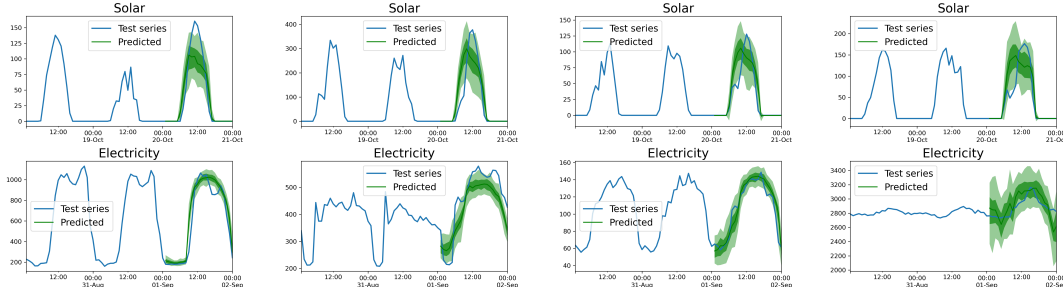 Solar
150
125
100
75
50
25
0
Test series
Predicted
12:00 00:00 12:00 00:00 12:00 00:00
19-Oct 20-Oct 21-Oct
Solar
400
300
200
100
0
Test series
Predicted
12:00 00:00 12:00 00:00 12:00 00:00
19-Oct 20-Oct 21-Oct
Solar
150
125
100
75
50
25
0
Test series
Predicted
12:00 00:00 12:00 00:00 12:00 00:00
19-Oct 20-Oct 21-Oct
Solar
200
150
100
50
0
Test series
Predicted
12:00 00:00 12:00 00:00 12:00 00:00
19-Oct 20-Oct 21-Oct
Electricity
1000
800
600
400
200
Test series
Predicted
12:00 00:00 12:00 00:00 12:00 00:00
31-Aug 01-Sep 02-Sep
Electricity
500
400
300
200
Test series
Predicted
12:00 00:00 12:00 00:00 12:00 00:00
31-Aug 01-Sep 02-Sep
Electricity
160
140
120
100
80
60
40
Test series
Predicted
12:00 00:00 12:00 00:00 12:00 00:00
31-Aug 01-Sep 02-Sep
Electricity
3400
3200
3000
2800
2600
2400
2200
2000
Test series
Predicted
12:00 00:00 12:00 00:00 12:00 00:00
31-Aug 01-Sep 02-Sep